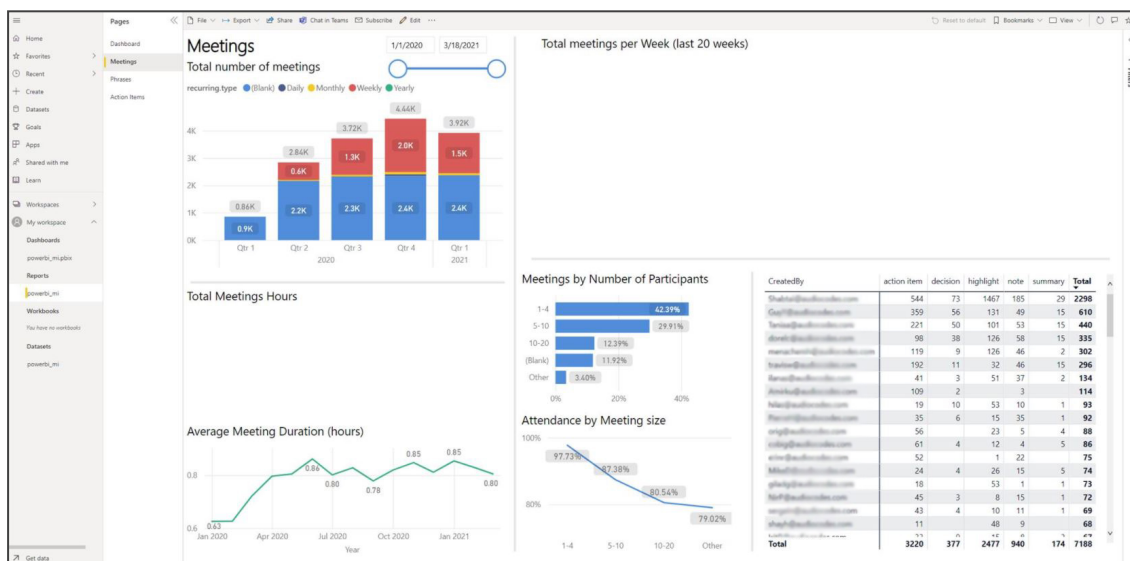 File
Export
Share
Chat in Teams
Subscribe
Edit
Reset to default
Bookmarks
View
Home
Favorites
Recent
Create
Datasets
Goals
Apps
Shared with me
Learn
Workspaces
My workspace
Dashboards
powerbi_mi.pbix
Reports
powerbi_mi
Workbooks
You have no workbooks
Datasets
powerbi_mi
Get data
Pages
Dashboard
Meetings
Phrases
Action Items
Meetings
1/1/2020 3/18/2021
Total number of meetings
recurring.type (Blank) Daily Monthly Weekly Yearly
4.44K
3.92K
3.72K
2.84K
0.86K
4K
3K
2K
1K
0K
0.6K 1.3K 2.0K 1.5K
0.9K 2.2K 2.3K 2.4K 2.4K
Qtr 1 Qtr 2 Qtr 3 Qtr 4 Qtr 1
2020 2021
Total Meetings Hours
Average Meeting Duration (hours)
0.8
0.6
0.63 0.86 0.80 0.78 0.85 0.85 0.80
Jan 2020 Apr 2020 Jul 2020 Oct 2020 Jan 2021
Year
Total meetings per Week (last 20 weeks)
Meetings by Number of Participants
1-4 42.39%
5-10 29.91%
10-20 12.39%
(Blank) 11.92%
Other 3.40%
0% 20% 40%
Attendance by Meeting size
100%
80%
97.73% 87.38% 80.54% 79.02%
1-4 5-10 10-20 Other
CreatedBy action item decision highlight note summary Total
544 73 1467 185 29 2298
359 56 131 49 15 610
221 50 101 53 15 440
98 38 126 58 15 335
119 9 126 46 2 302
192 11 32 46 15 296
41 3 51 37 2 134
109 2 3 114
19 10 53 10 1 93
35 6 15 35 1 92
56 23 5 4 88
61 4 12 4 5 86
52 1 22 75
24 4 26 15 5 74
18 53 1 1 73
45 3 8 15 1 72
43 4 10 11 1 69
11 48 9 68
Total 3220 377 2477 940 174 7188